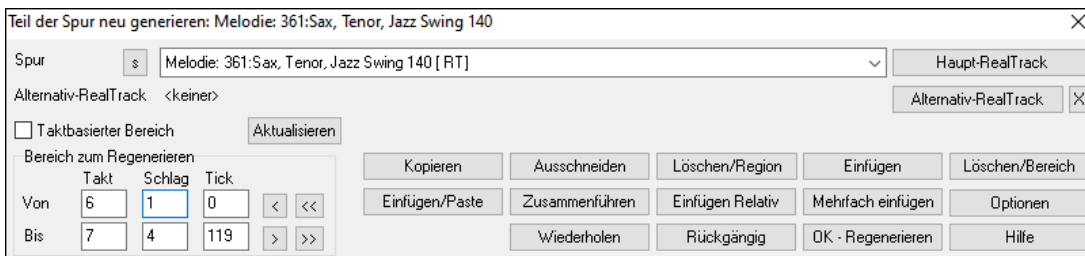 Teil der Spur neu generieren: Melodie: 361:Sax, Tenor, Jazz Swing 140
Spur s Melodie: 361:Sax, Tenor, Jazz Swing 140 [ RT] Haupt-RealTrack
Alternativ-RealTrack <keiner> Alternativ-RealTrack X
Taktbasierter Bereich Aktualisieren
Bereich zum Regenerieren
Takt Schlag Tick
Von 6 1 0 < <<
Bis 7 4 119 > >>
Kopieren Ausschneiden Löschen/Region Einfügen Löschen/Bereich
Einfügen/Paste Zusammenführen Einfügen Relativ Mehrfach einfügen Optionen
Wiederholen Rückgängig OK - Regenerieren Hilfe